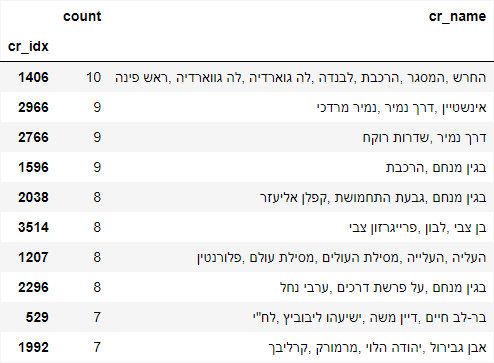 count cr_name
cr_idx
1406 10 החרש ,המסגר ,הרכבת ,לבנדה ,לה גוארדיה ,לה גווארדיה ,ראש פינה
2966 9 אינשטיין ,דרך נמיר ,נמיר מרדכי
2766 9 דרך נמיר ,שדרות רוקח
1596 9 בגין מנחם ,הרכבת
2038 8 בגין מנחם ,גבעת התחמושת ,קפלן אליעזר
3514 8 בן צבי ,לבון ,פרייגרזון צבי
1207 8 העליה ,העלייה ,מסילת העולים ,מסילת עולם ,פלורנטין
2296 8 בגין מנחם ,על פרשת דרכים ,ערבי נחל
529 7 בר-לב חיים ,דיין משה ,ישיעהו ליבוביץ ,לח"י
1992 7 אבן גבירול ,יהודה הלוי ,מרמורק ,קרליבך